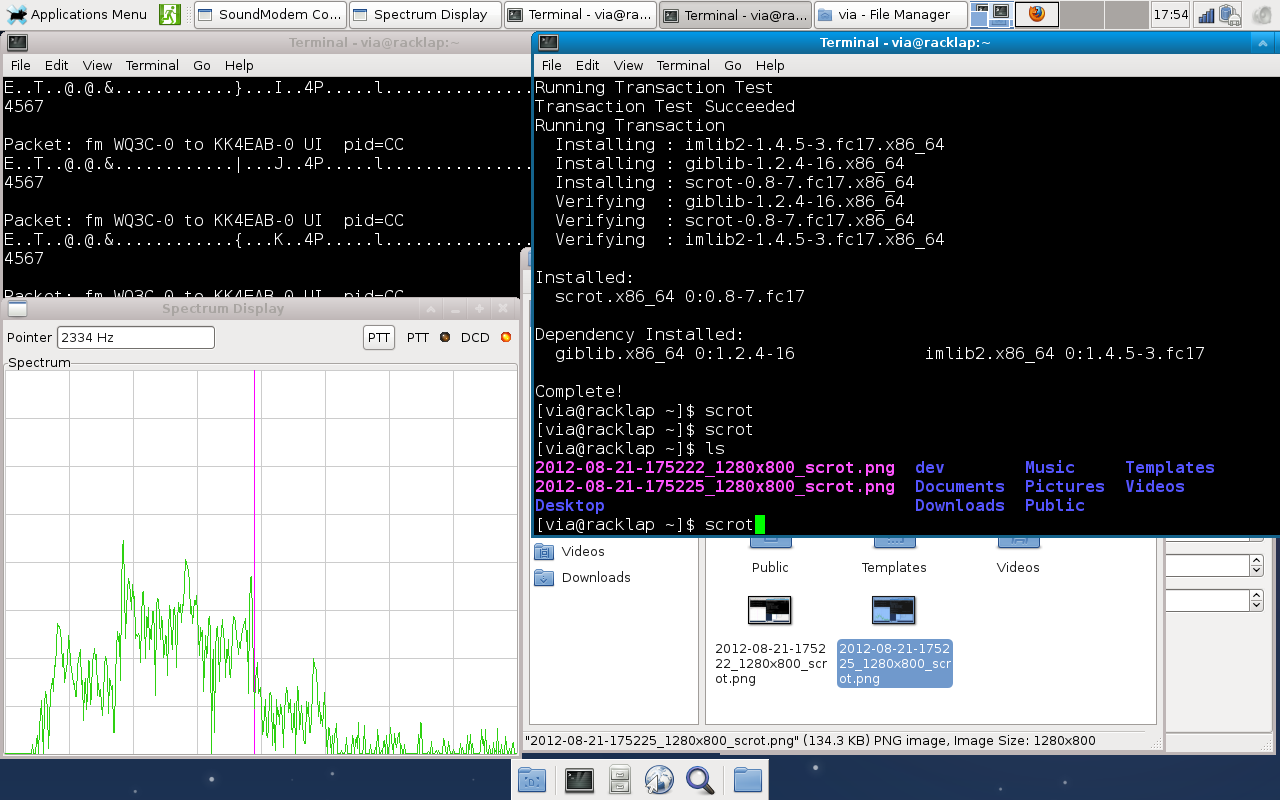 Applications Menu
SoundModem Co...
Spectrum Display
Terminal - via@ra...
Terminal - via@ra...
via - File Manager
17:54
Terminal - via@racklap:~
File Edit View Terminal Go Help
E..T..@.@.&............}...I..4P.....l...............
4567
Packet: fm WQ3C-0 to KK4EAB-0 UI  pid=CC
E..T..@.@.&............|...J..4P.....l...............
4567
Packet: fm WQ3C-0 to KK4EAB-0 UI  pid=CC
E..T..@.@.&............{...K..4P.....l...............
4567
Packet: fm WQ3C-0 to KK4EAB-0 UI  pid=CC
Terminal - via@racklap:~
File Edit View Terminal Go Help
Running Transaction Test
Transaction Test Succeeded
Running Transaction
  Installing : imlib2-1.4.5-3.fc17.x86_64
  Installing : giblib-1.2.4-16.x86_64
  Installing : scrot-0.8-7.fc17.x86_64
  Verifying  : giblib-1.2.4-16.x86_64
  Verifying  : scrot-0.8-7.fc17.x86_64
  Verifying  : imlib2-1.4.5-3.fc17.x86_64
Installed:
  scrot.x86_64 0:0.8-7.fc17
Dependency Installed:
  giblib.x86_64 0:1.2.4-16             imlib2.x86_64 0:1.4.5-3.fc17
Complete!
[via@racklap ~]$ scrot
[via@racklap ~]$ scrot
[via@racklap ~]$ ls
2012-08-21-175222_1280x800_scrot.png  dev        Music     Templates
2012-08-21-175225_1280x800_scrot.png  Documents  Pictures  Videos
Desktop                               Downloads  Public
[via@racklap ~]$ scrot
Spectrum Display
Pointer 2334 Hz PTT PTT DCD
Spectrum
Videos
Downloads
Public
Templates
Videos
2012-08-21-1752
22_1280x800_scr
ot.png
2012-08-21-1752
25_1280x800_scr
ot.png
"2012-08-21-175225_1280x800_scrot.png" (134.3 KB) PNG image, Image Size: 1280x800